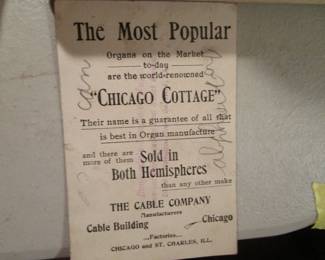 The Most Popular
Organs on the Market
to-day
are the world-renowned
"CHICAGO COTTAGE"
Their name is a guarantee of all that
is best in Organ manufacture
and there are
more of them
Sold in
Both Hemispheres
than any other make
THE CABLE COMPANY
Manufacturers
Cable Building Chicago
Factories
CHICAGO and ST. CHARLES, ILL.
can